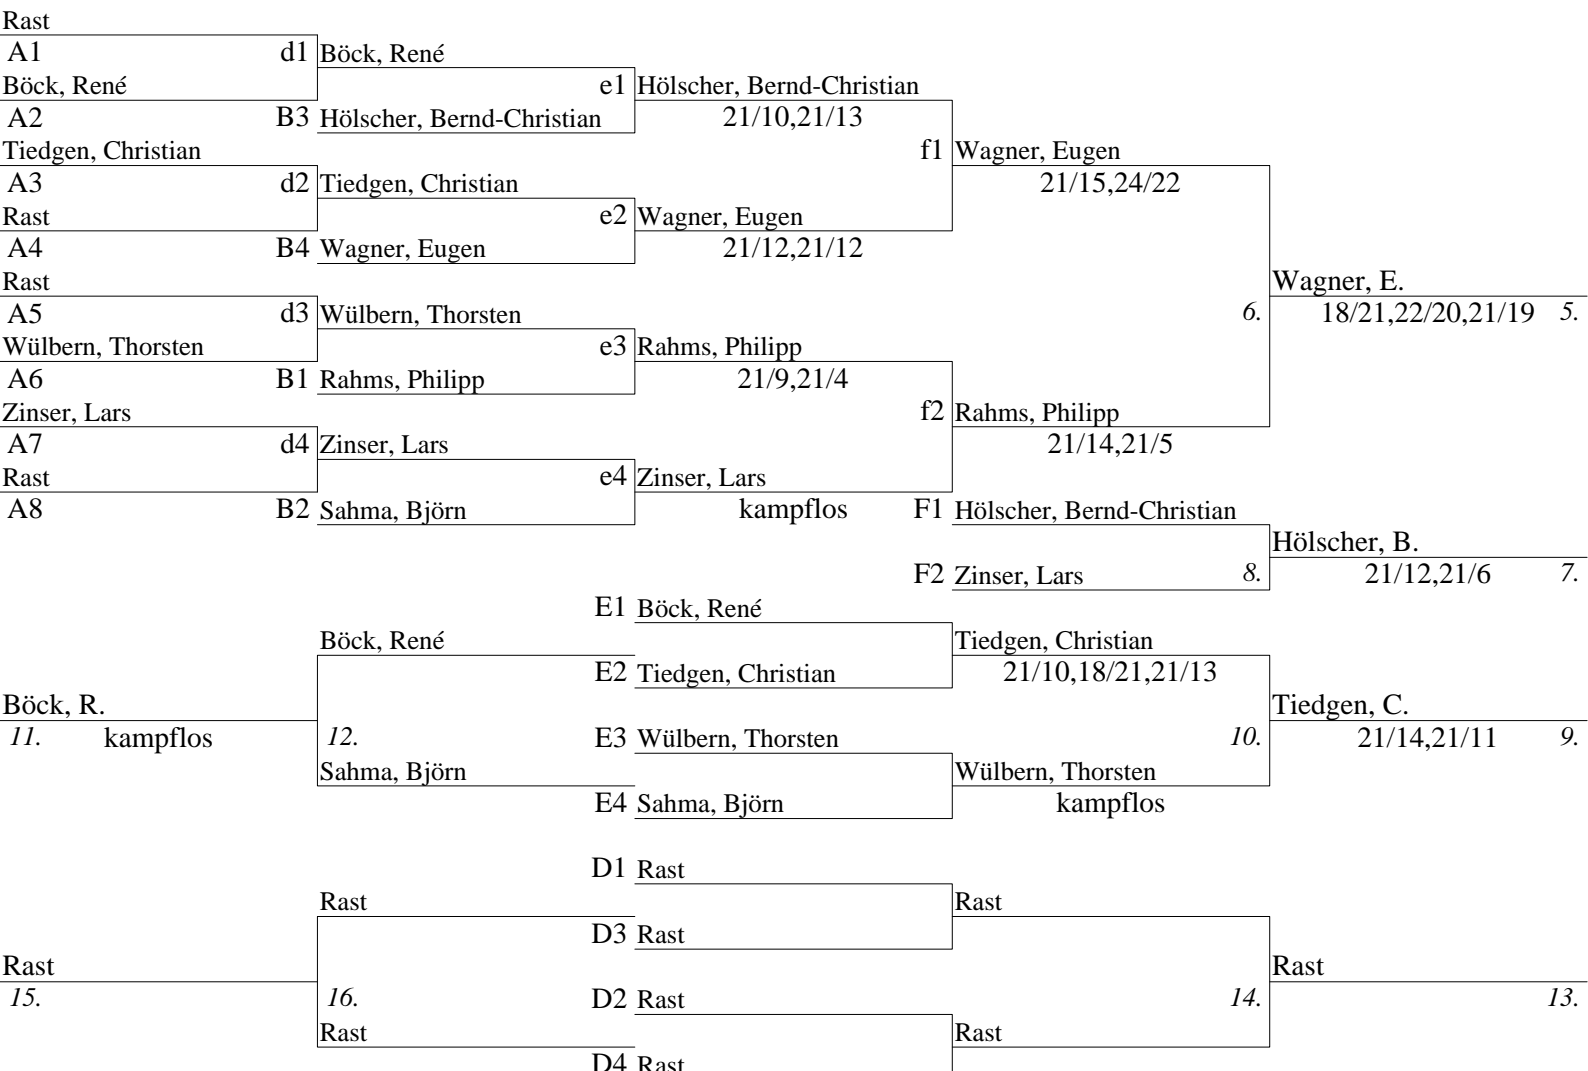 Rast
A1 d1 Böck, René
Böck, René e1 Hölscher, Bernd-Christian
A2 B3 Hölscher, Bernd-Christian 21/10,21/13
Tiedgen, Christian f1 Wagner, Eugen
A3 d2 Tiedgen, Christian 21/15,24/22
Rast e2 Wagner, Eugen
A4 B4 Wagner, Eugen 21/12,21/12
Rast Wagner, E.
A5 d3 Wülbern, Thorsten 6. 18/21,22/20,21/19 5.
Wülbern, Thorsten e3 Rahms, Philipp
A6 B1 Rahms, Philipp 21/9,21/4
Zinser, Lars f2 Rahms, Philipp
A7 d4 Zinser, Lars 21/14,21/5
Rast e4 Zinser, Lars
A8 B2 Sahma, Björn kampflos F1 Hölscher, Bernd-Christian
Hölscher, B.
F2 Zinser, Lars 8. 21/12,21/6 7.
E1 Böck, René
Böck, René Tiedgen, Christian
E2 Tiedgen, Christian 21/10,18/21,21/13
Böck, R. Tiedgen, C.
11. kampflos 12. E3 Wülbern, Thorsten 10. 21/14,21/11 9.
Sahma, Björn Wülbern, Thorsten
E4 Sahma, Björn kampflos
D1 Rast
Rast Rast
D3 Rast
Rast Rast
15. 16. D2 Rast 14. 13.
Rast Rast
D4 Rast